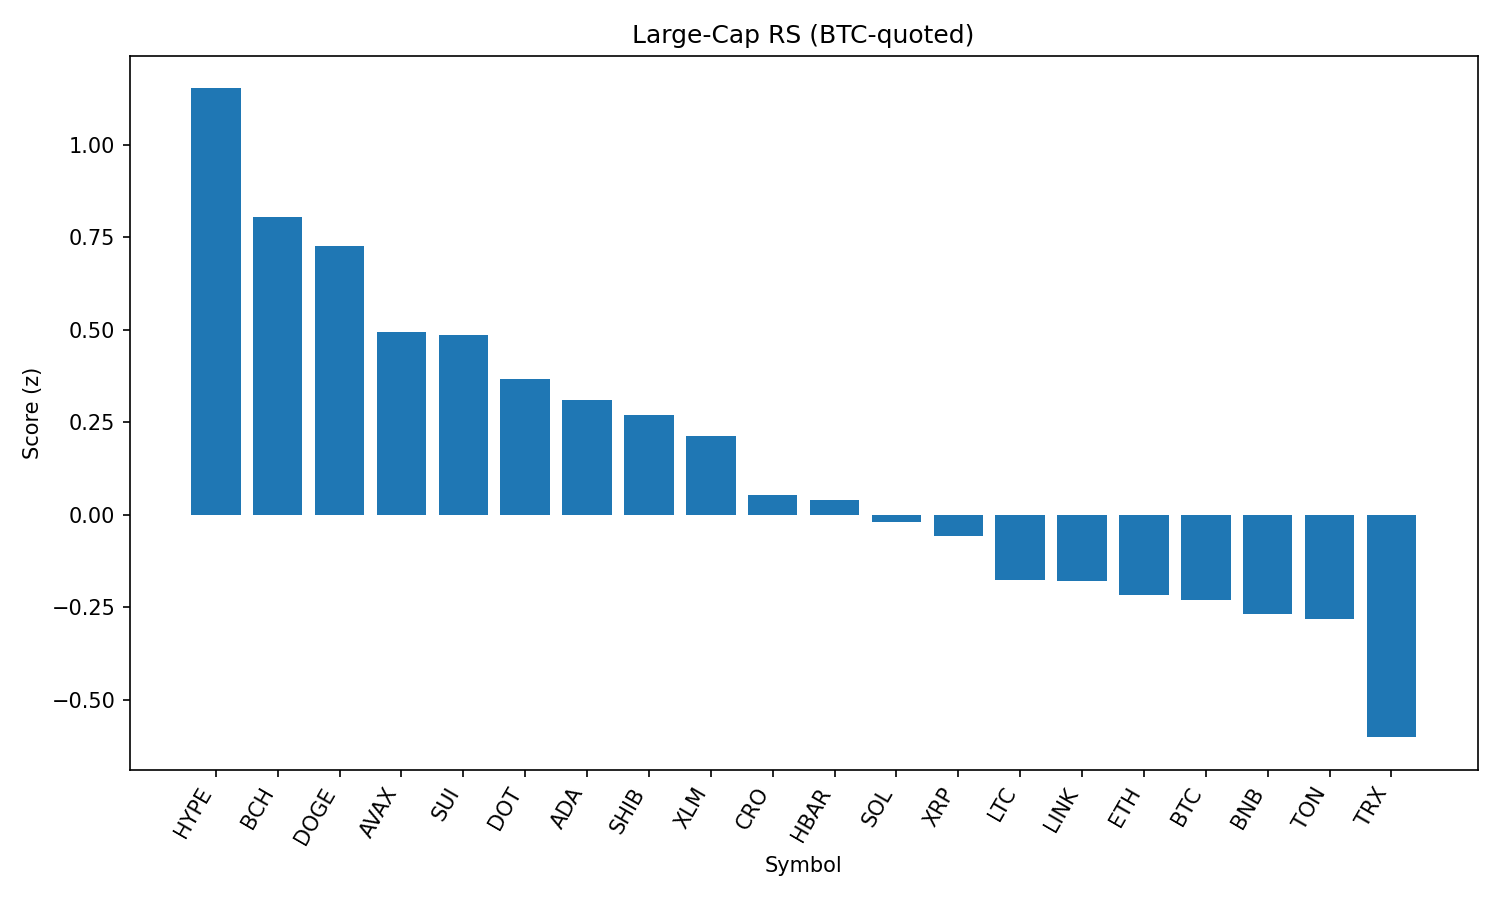 Large-Cap RS (BTC-quoted)
Score (z)
1.00
0.75
0.50
0.25
0.00
−0.25
−0.50
HYPE
BCH
DOGE
AVAX
SUI
DOT
ADA
SHIB
XLM
CRO
HBAR
SOL
XRP
LTC
LINK
ETH
BTC
BNB
TON
TRX
Symbol